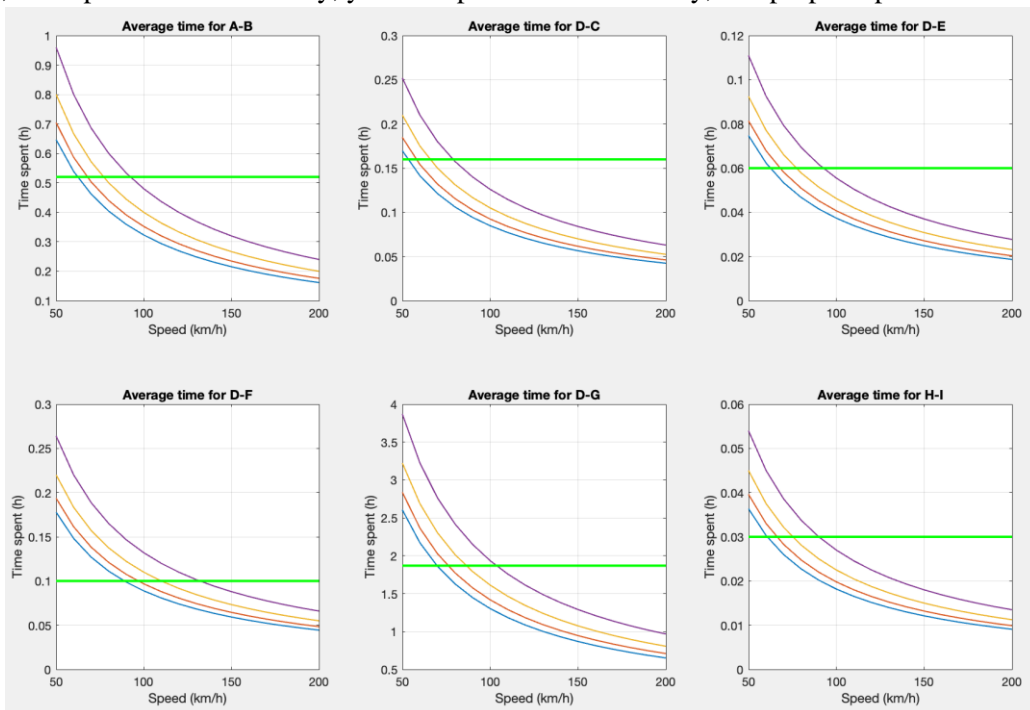 Average time for A-B
1
0.9
0.8
0.7
0.6
0.5
0.4
0.3
0.2
0.1
Time spent (h)
50 100 150 200
Speed (km/h)
Average time for D-C
0.3
0.25
0.2
0.15
0.1
0.05
0
Time spent (h)
50 100 150 200
Speed (km/h)
Average time for D-E
0.12
0.1
0.08
0.06
0.04
0.02
0
Time spent (h)
50 100 150 200
Speed (km/h)
Average time for D-F
0.3
0.25
0.2
0.15
0.1
0.05
0
Time spent (h)
50 100 150 200
Speed (km/h)
Average time for D-G
4
3.5
3
2.5
2
1.5
1
0.5
Time spent (h)
50 100 150 200
Speed (km/h)
Average time for H-I
0.06
0.05
0.04
0.03
0.02
0.01
0
Time spent (h)
50 100 150 200
Speed (km/h)